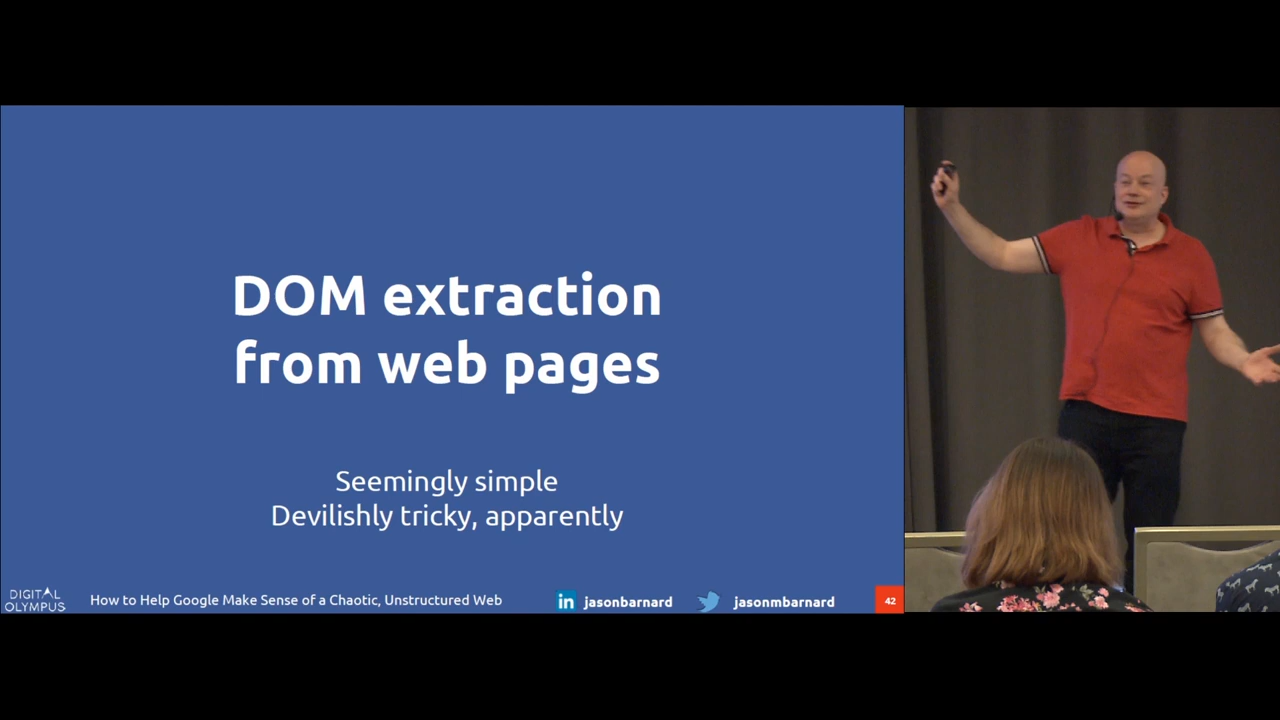 DOM extraction
from web pages
Seemingly simple
Devilishly tricky, apparently
DIGITAL
OLYMPUS
How to Help Google Make Sense of a Chaotic, Unstructured Web
in jasonbarnard
jasonmbarnard
42